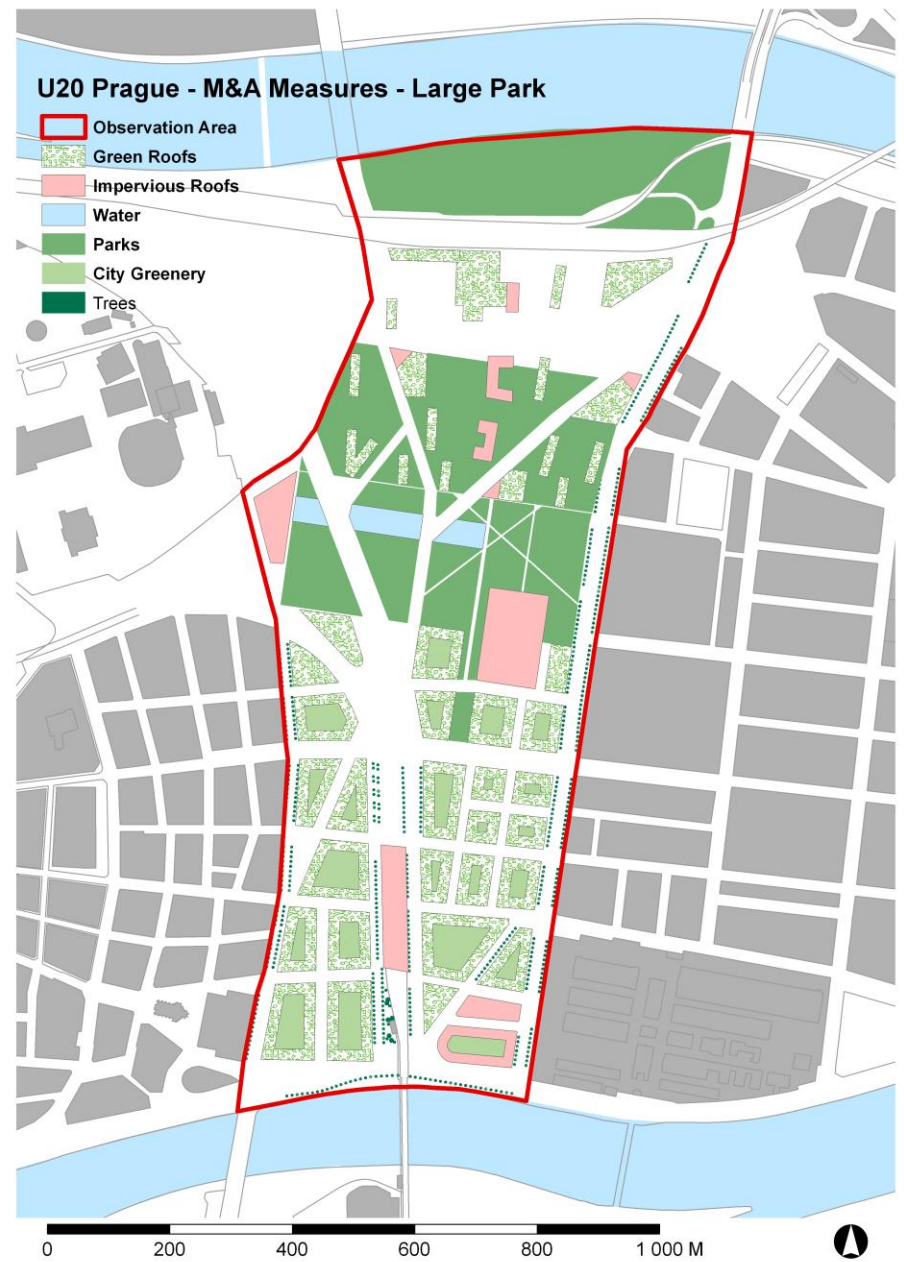 U20 Prague - M&A Measures - Large Park
Observation Area
Green Roofs
Impervious Roofs
Water
Parks
City Greenery
Trees
0 200 400 600 800 1 000 M